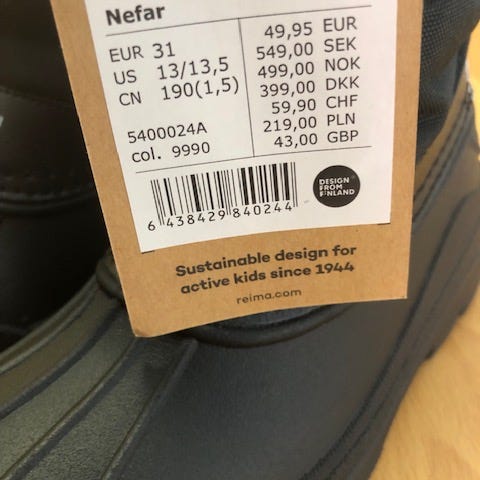 Nefar
EUR 31
US 13/13,5
CN 190(1,5)
5400024A
col. 9990
49,95 EUR
549,00 SEK
499,00 NOK
399,00 DKK
59,90 CHF
219,00 PLN
43,00 GBP
6 438429 840244
DESIGN
FROM
FINLAND
Sustainable design for
active kids since 1944
reima.com